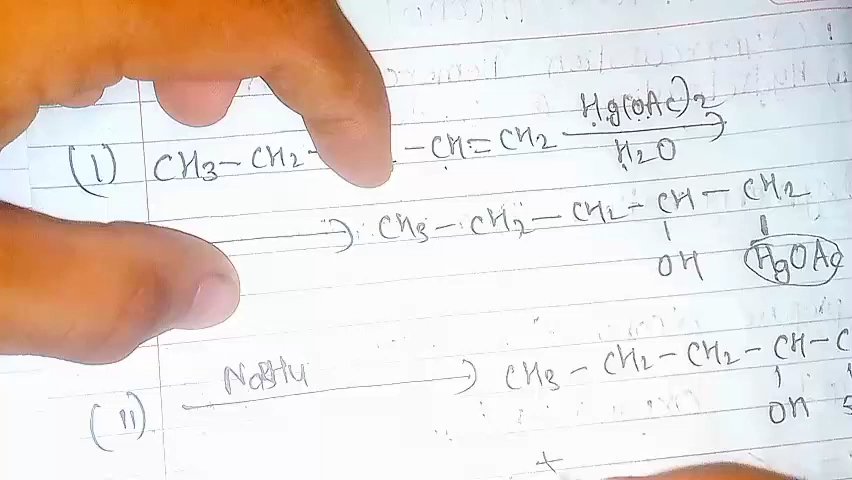 (I) CH3 - CH2 - - CH = CH2 Hg(OAc)2
H2O
CH3 - CH2 - CH2 - CH - CH2
OH HgOAc
(II) NaBH4 CH3 - CH2 - CH2 - CH - C
OH
+